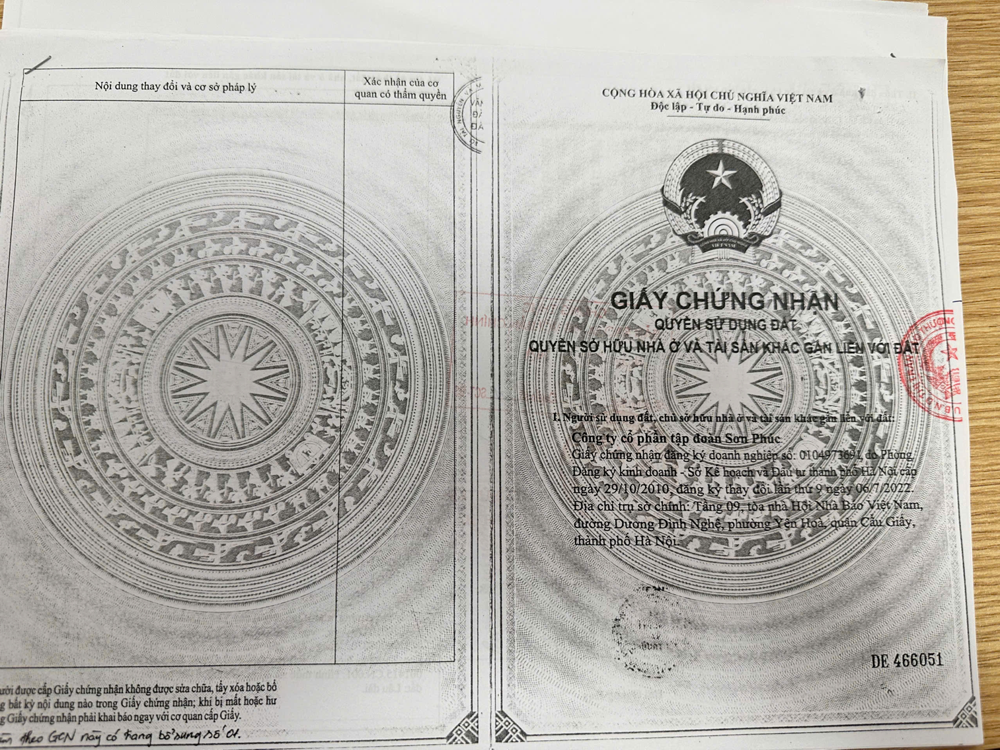 Nội dung thay đổi và cơ sở pháp lý
Xác nhận của cơ
quan có thẩm quyền
được cấp Giấy chứng nhận không được sửa chữa, tẩy xóa hoặc bổ
bất kỳ nội dung nào trong Giấy chứng nhận; khi bị mất hoặc hư
Giấy chứng nhận phải khai báo ngay với cơ quan cấp Giấy.
theo GCN này có trang bổ sung số 01.
CỘNG HÒA XÃ HỘI CHỦ NGHĨA VIỆT NAM
Độc lập - Tự do - Hạnh phúc
VIỆT NAM
GIẤY CHỨNG NHẬN
QUYỀN SỬ DỤNG ĐẤT
QUYỀN SỞ HỮU NHÀ Ở VÀ TÀI SẢN KHÁC GẮN LIỀN VỚI ĐẤT
I. Người sử dụng đất, chủ sở hữu nhà ở và tài sản khác gắn liền với đất:
Công ty cổ phần tập đoàn Sơn Phúc
Giấy chứng nhận đăng ký doanh nghiệp số: 0104973691 do Phòng
Đăng ký kinh doanh - Sở Kế hoạch và Đầu tư thành phố Hà Nội cấp
ngày 29/10/2010, đăng ký thay đổi lần thứ 9 ngày 06/7/2022.
Địa chỉ trụ sở chính: Tầng 09, tòa nhà Hội Nhà Báo Việt Nam,
đường Dương Đình Nghệ, phường Yên Hoà, quận Cầu Giấy,
thành phố Hà Nội.
DE 466051